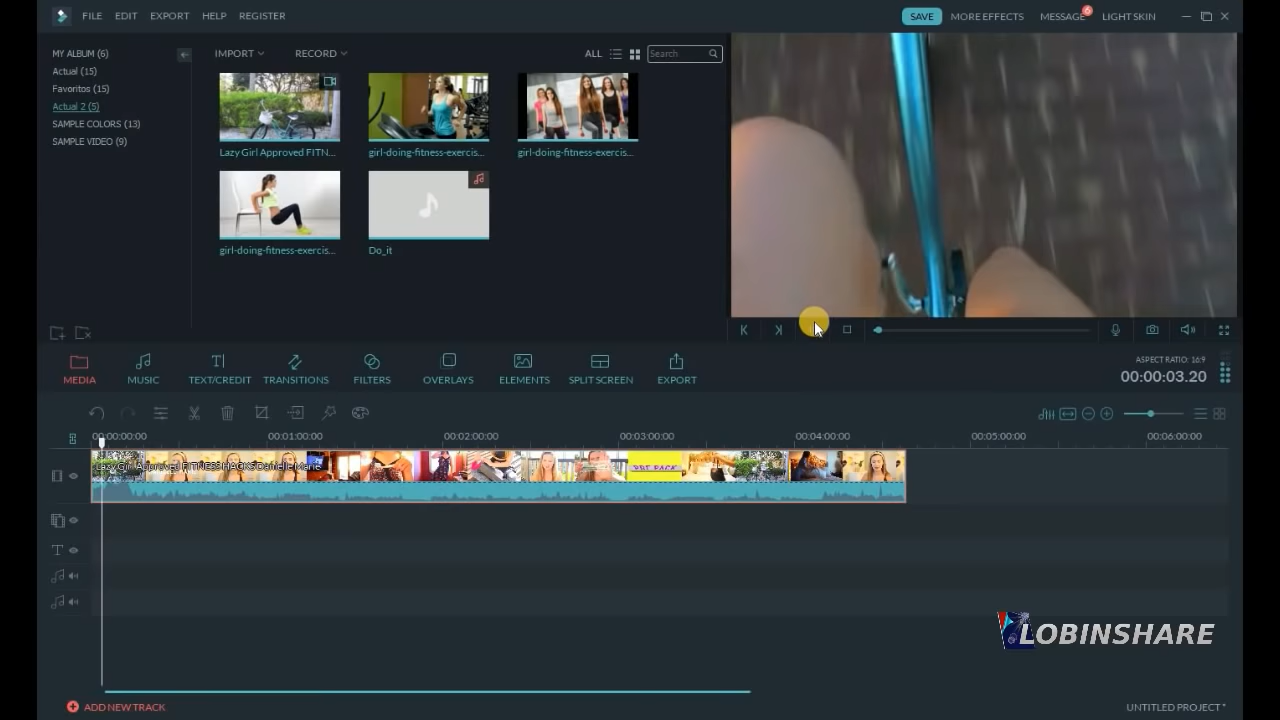 FILE EDIT EXPORT HELP REGISTER SAVE MORE EFFECTS MESSAGE 6 LIGHT SKIN
MY ALBUM (6)
Actual (15)
Favoritos (15)
Actual 2 (5)
SAMPLE COLORS (13)
SAMPLE VIDEO (9)
IMPORT RECORD ALL Search
Lazy Girl Approved FITN... girl-doing-fitness-exercis... girl-doing-fitness-exercis...
girl-doing-fitness-exercis... Do_it
MEDIA MUSIC TEXT/CREDIT TRANSITIONS FILTERS OVERLAYS ELEMENTS SPLIT SCREEN EXPORT
ASPECT RATIO: 16:9
00:00:03.20
00:00:00:00 00:01:00:00 00:02:00:00 00:03:00:00 00:04:00:00 00:05:00:00 00:06:00:00
Lazy Girl Approved FITNESS HACKS Danielle Marie
LOBINSHARE
ADD NEW TRACK
UNTITLED PROJECT *